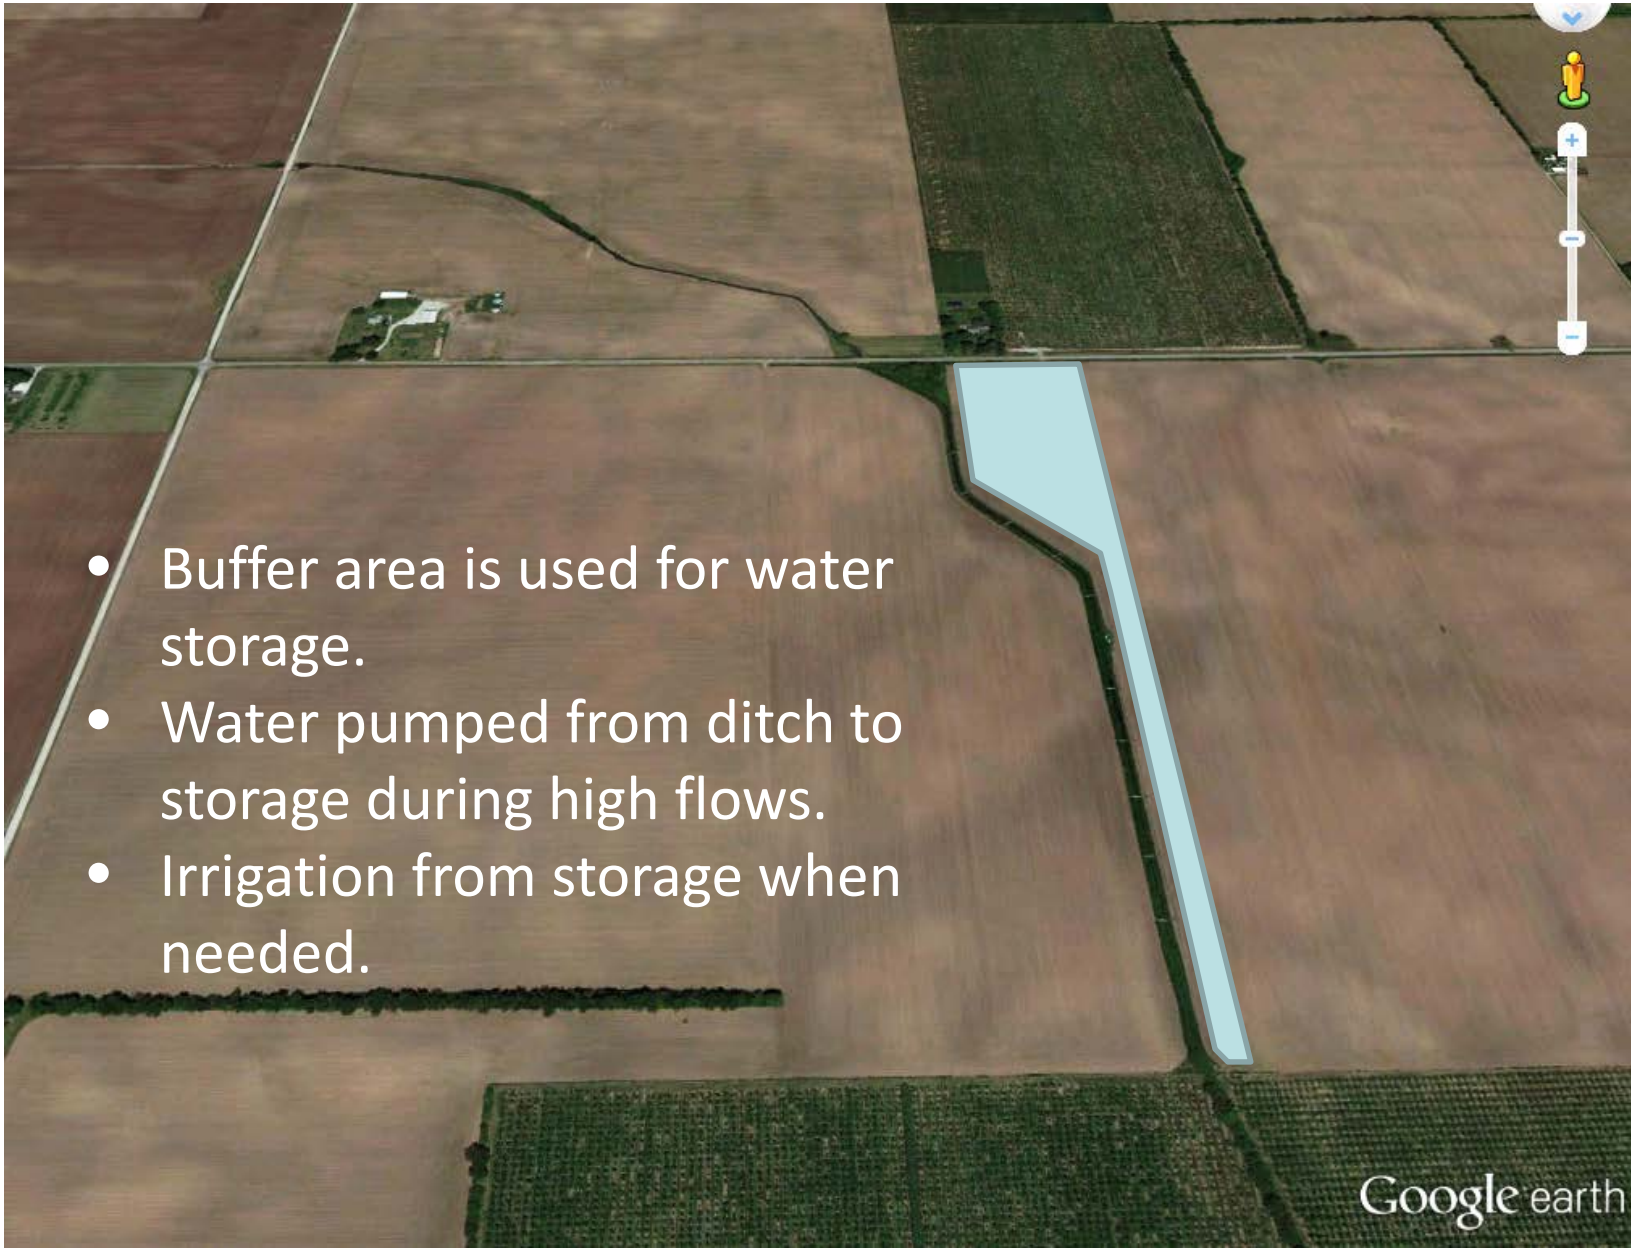 • Buffer area is used for water
storage.
• Water pumped from ditch to
storage during high flows.
• Irrigation from storage when
needed.
Google earth